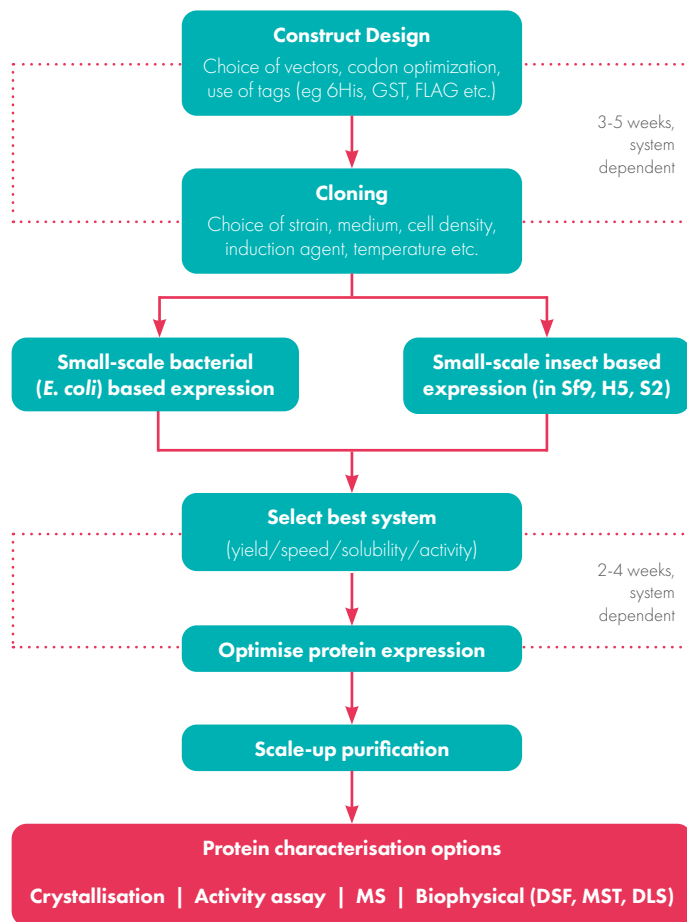 Construct Design
Choice of vectors, codon optimization,
use of tags (eg 6His, GST, FLAG etc.)
3-5 weeks,
system
dependent
Cloning
Choice of strain, medium, cell density,
induction agent, temperature etc.
Small-scale bacterial
(E. coli) based expression
Small-scale insect based
expression (in Sf9, H5, S2)
Select best system
(yield/speed/solubility/activity)
2-4 weeks,
system
dependent
Optimise protein expression
Scale-up purification
Protein characterisation options
Crystallisation | Activity assay | MS | Biophysical (DSF, MST, DLS)